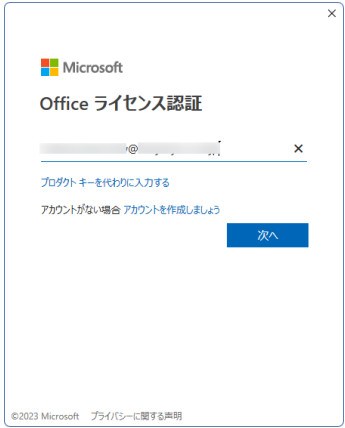 Microsoft
Office ライセンス認証
@
プロダクト キーを代わりに入力する
アカウントがない場合 アカウントを作成しましょう
次へ
©2023 Microsoft プライバシーに関する声明